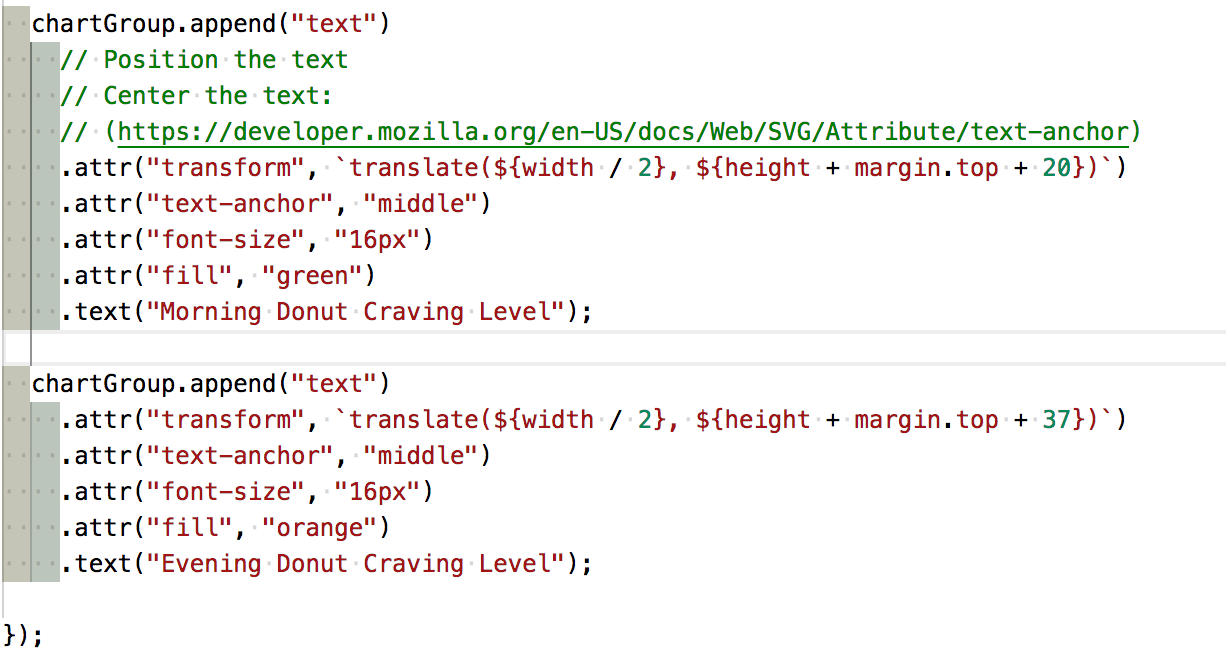 chartGroup.append("text")
// Position the text
// Center the text:
// (https://developer.mozilla.org/en-US/docs/Web/SVG/Attribute/text-anchor)
.attr("transform", `translate(${width / 2}, ${height + margin.top + 20})`)
.attr("text-anchor", "middle")
.attr("font-size", "16px")
.attr("fill", "green")
.text("Morning Donut Craving Level");
chartGroup.append("text")
.attr("transform", `translate(${width / 2}, ${height + margin.top + 37})`)
.attr("text-anchor", "middle")
.attr("font-size", "16px")
.attr("fill", "orange")
.text("Evening Donut Craving Level");
});